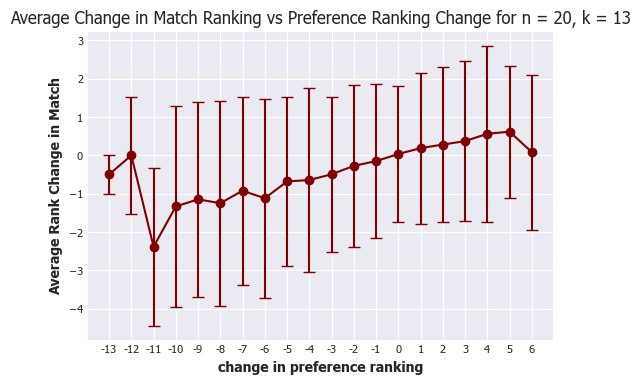 Average Change in Match Ranking vs Preference Ranking Change for n = 20, k = 13
Average Rank Change in Match
3
2
1
0
−1
−2
−3
−4
-13 -12 -11 -10 -9 -8 -7 -6 -5 -4 -3 -2 -1 0 1 2 3 4 5 6
change in preference ranking